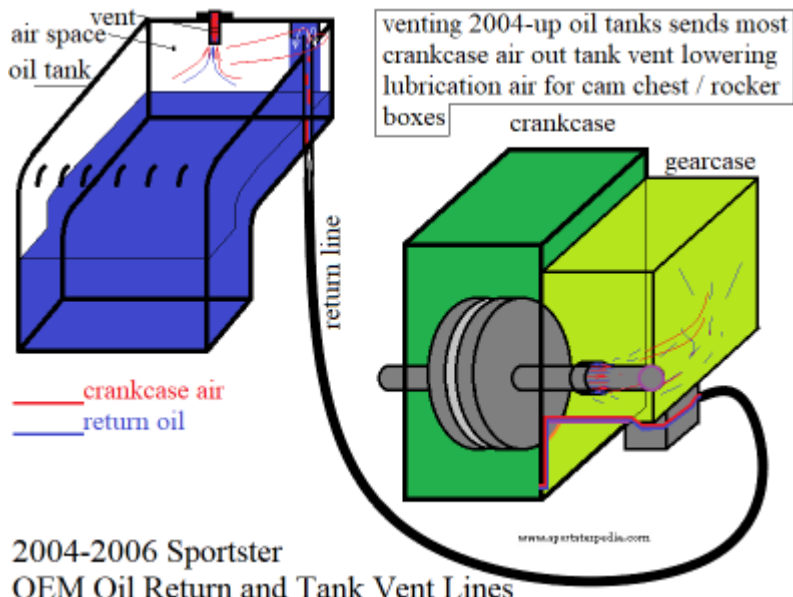 vent
air space
oil tank
venting 2004-up oil tanks sends most
crankcase air out tank vent lowering
lubrication air for cam chest / rocker
boxes
crankcase
gearcase
return line
crankcase air
return oil
www.sportsterpedia.com
2004-2006 Sportster
OEM Oil Return and Tank Vent Lines